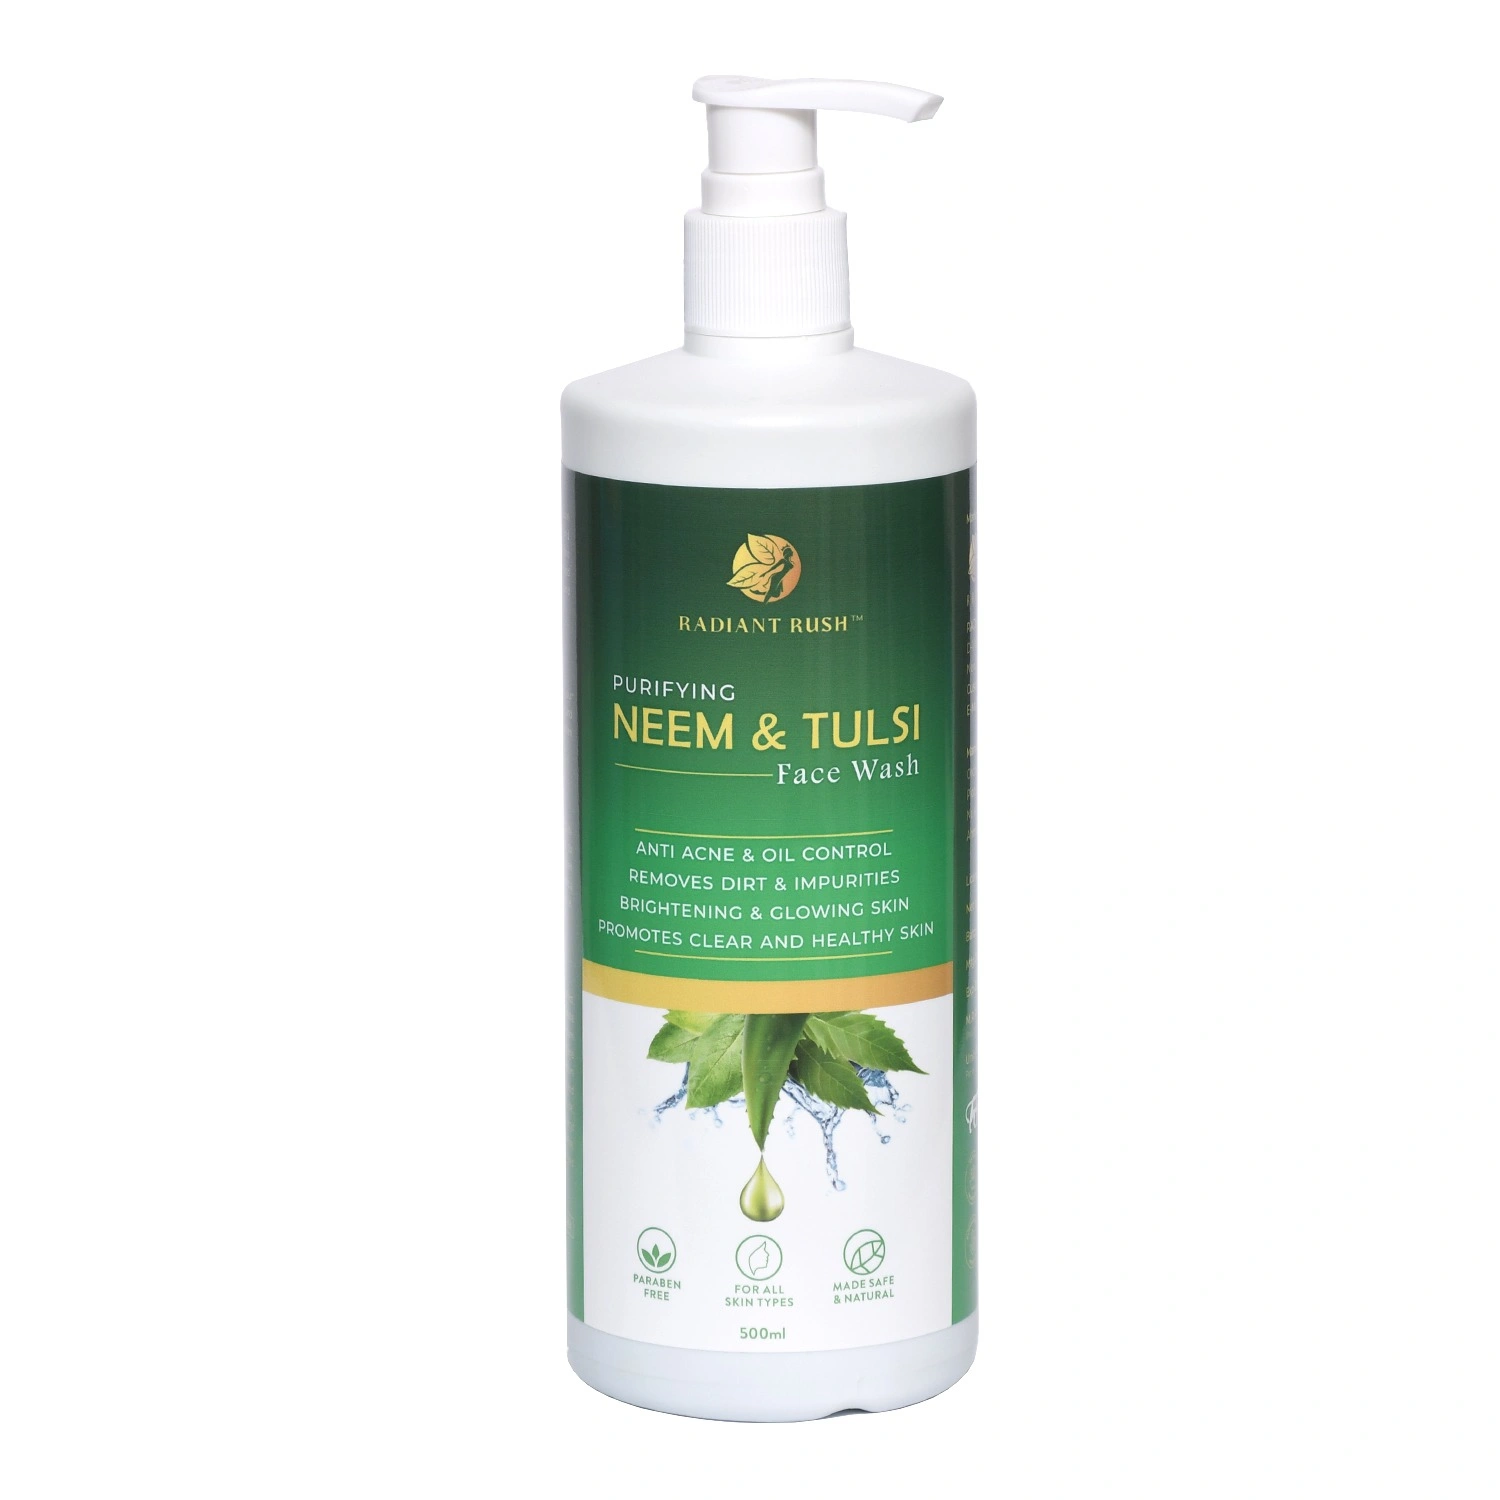 RADIANT RUSH™
PURIFYING
NEEM & TULSI
Face Wash
ANTI ACNE & OIL CONTROL
REMOVES DIRT & IMPURITIES
BRIGHTENING & GLOWING SKIN
PROMOTES CLEAR AND HEALTHY SKIN
PARABEN
FREE
FOR ALL
SKIN TYPES
MADE SAFE
& NATURAL
500ml